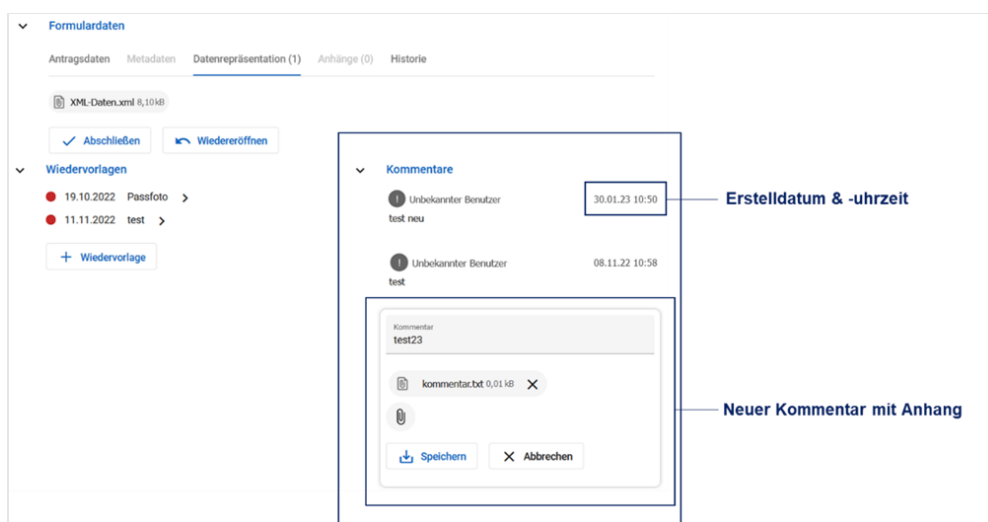 Formulardaten
Antragsdaten Metadaten Datenrepräsentation (1) Anhänge (0) Historie
XML-Daten.xml 8,10 kB
Abschließen Wiedereröffnen
Wiedervorlagen
19.10.2022 Passfoto
11.11.2022 test
Wiedervorlage
Kommentare
Unbekannter Benutzer 30.01.23 10:50
test neu
Unbekannter Benutzer 08.11.22 10:58
test
Kommentar
test23
kommentar.txt 0,01 kB
Speichern Abbrechen
Erstelldatum & -uhrzeit
Neuer Kommentar mit Anhang